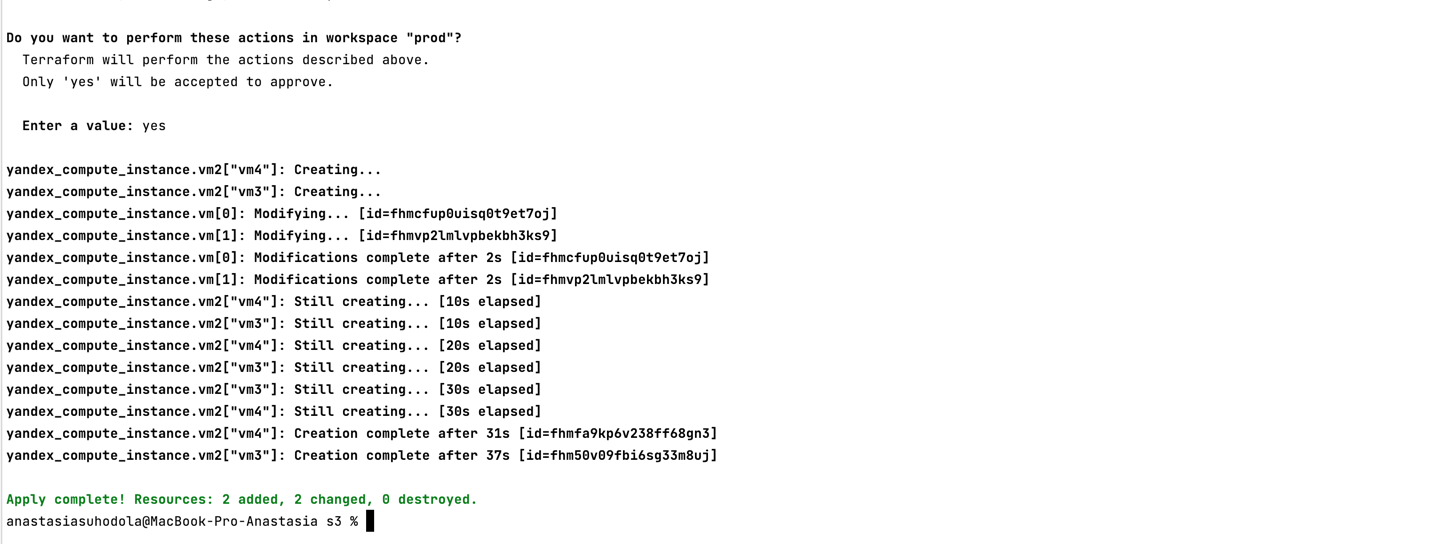 Do you want to perform these actions in workspace "prod"?
Terraform will perform the actions described above.
Only 'yes' will be accepted to approve.
Enter a value: yes
yandex_compute_instance.vm2["vm4"]: Creating...
yandex_compute_instance.vm2["vm3"]: Creating...
yandex_compute_instance.vm[0]: Modifying... [id=fhmcfup0uisq0t9et7oj]
yandex_compute_instance.vm[1]: Modifying... [id=fhmvp2lmlvpbekbh3ks9]
yandex_compute_instance.vm[0]: Modifications complete after 2s [id=fhmcfup0uisq0t9et7oj]
yandex_compute_instance.vm[1]: Modifications complete after 2s [id=fhmvp2lmlvpbekbh3ks9]
yandex_compute_instance.vm2["vm4"]: Still creating... [10s elapsed]
yandex_compute_instance.vm2["vm3"]: Still creating... [10s elapsed]
yandex_compute_instance.vm2["vm4"]: Still creating... [20s elapsed]
yandex_compute_instance.vm2["vm3"]: Still creating... [20s elapsed]
yandex_compute_instance.vm2["vm3"]: Still creating... [30s elapsed]
yandex_compute_instance.vm2["vm4"]: Still creating... [30s elapsed]
yandex_compute_instance.vm2["vm4"]: Creation complete after 31s [id=fhmfa9kp6v238ff68gn3]
yandex_compute_instance.vm2["vm3"]: Creation complete after 37s [id=fhm50v09fbi6sg33m8uj]
Apply complete! Resources: 2 added, 2 changed, 0 destroyed.
anastasiasuhodola@MacBook-Pro-Anastasia s3 %